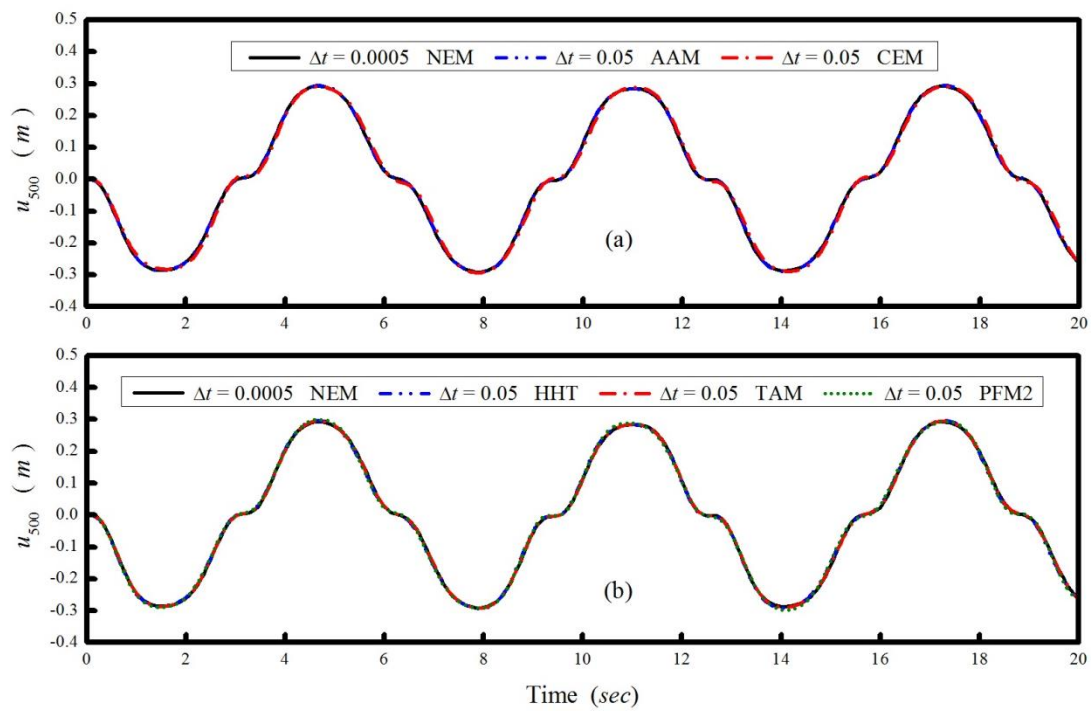 0.5
Δt = 0.0005 NEM Δt = 0.05 AAM Δt = 0.05 CEM
0.4
0.3
0.2
0.1
0.0
-0.1
-0.2
-0.3
-0.4
u500 ( m )
(a)
0 2 4 6 8 10 12 14 16 18 20
0.5
Δt = 0.0005 NEM Δt = 0.05 HHT Δt = 0.05 TAM Δt = 0.05 PFM2
0.4
0.3
0.2
0.1
0.0
-0.1
-0.2
-0.3
-0.4
u500 ( m )
(b)
0 2 4 6 8 10 12 14 16 18 20
Time (sec)